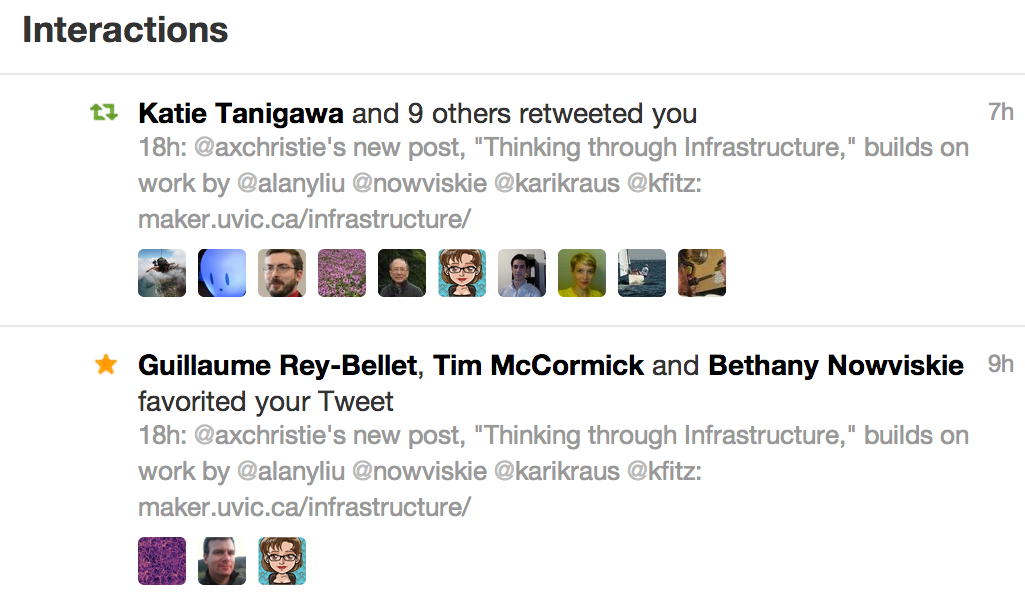 Interactions
Katie Tanigawa and 9 others retweeted you 7h
18h: @axchristie's new post, "Thinking through Infrastructure," builds on
work by @alanyliu @nowviskie @karikraus @kfitz:
maker.uvic.ca/infrastructure/
Guillaume Rey-Bellet, Tim McCormick and Bethany Nowviskie 9h
favorited your Tweet
18h: @axchristie's new post, "Thinking through Infrastructure," builds on
work by @alanyliu @nowviskie @karikraus @kfitz:
maker.uvic.ca/infrastructure/